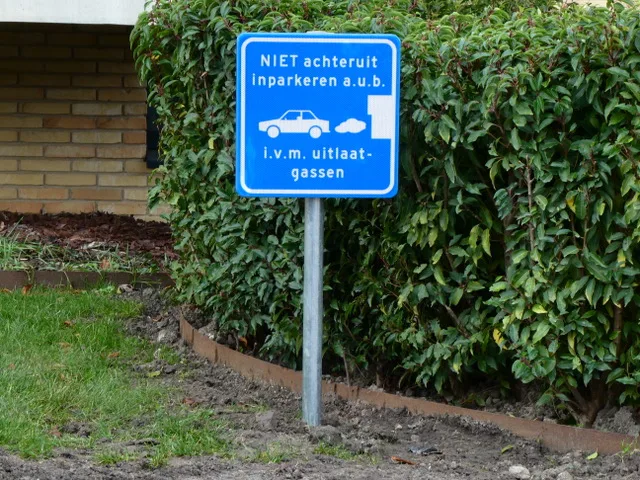 NIET achteruit
inparkeren a.u.b.
i.v.m. uitlaat-
gassen